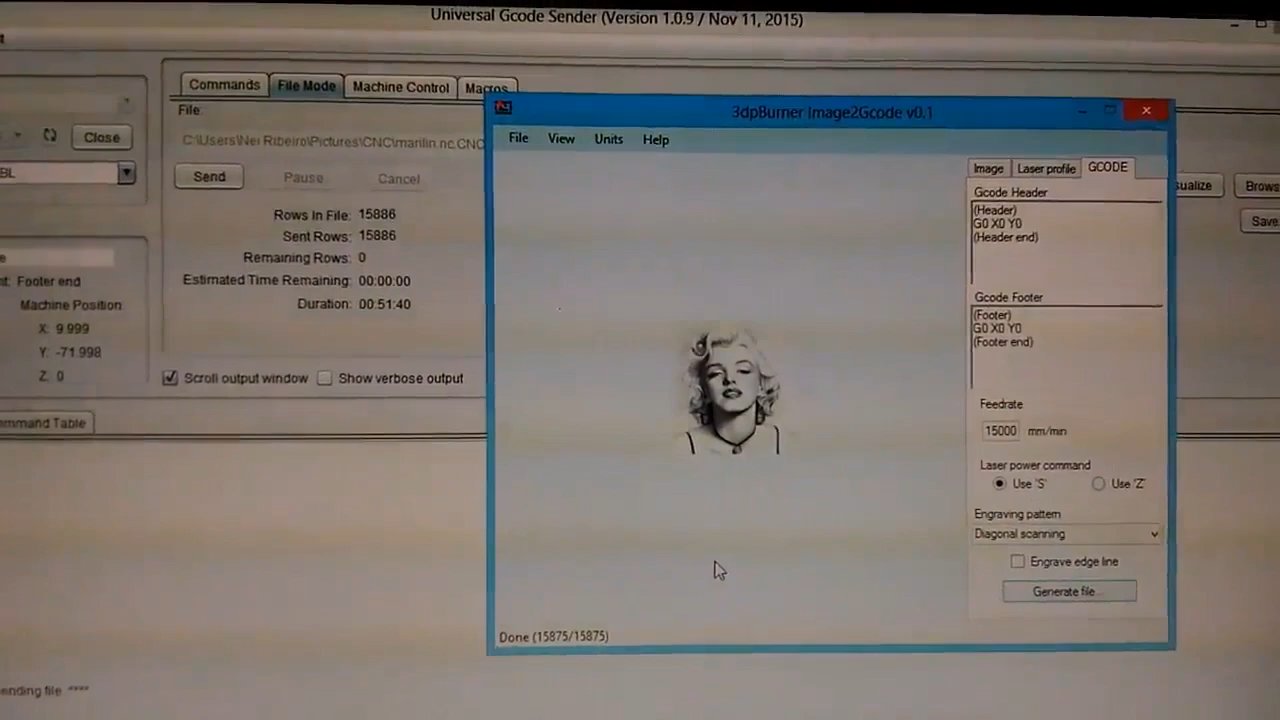 Universal Gcode Sender (Version 1.0.9 / Nov 11, 2015)
Commands File Mode Machine Control Macros
File:
C:\Users\Nei Ribeiro\Pictures\CNC\marilin.nc.CNC
Close
Send Pause Cancel
Rows In File: 15886
Sent Rows: 15886
Remaining Rows: 0
Estimated Time Remaining: 00:00:00
Duration: 00:51:40
Footer end
Machine Position
X: 9.999
Y: -71.998
Z: 0
Scroll output window Show verbose output
mmand Table
ending file ****
3dpBurner Image2Gcode v0.1
File View Units Help
Image Laser profile GCODE
Gcode Header
(Header)
G0 X0 Y0
(Header end)
Gcode Footer
(Footer)
G0 X0 Y0
(Footer end)
Feedrate
15000 mm/min
Laser power command
Use 'S' Use 'Z'
Engraving pattern
Diagonal scanning
Engrave edge line
Generate file...
Done (15875/15875)
ualize Brows
Save